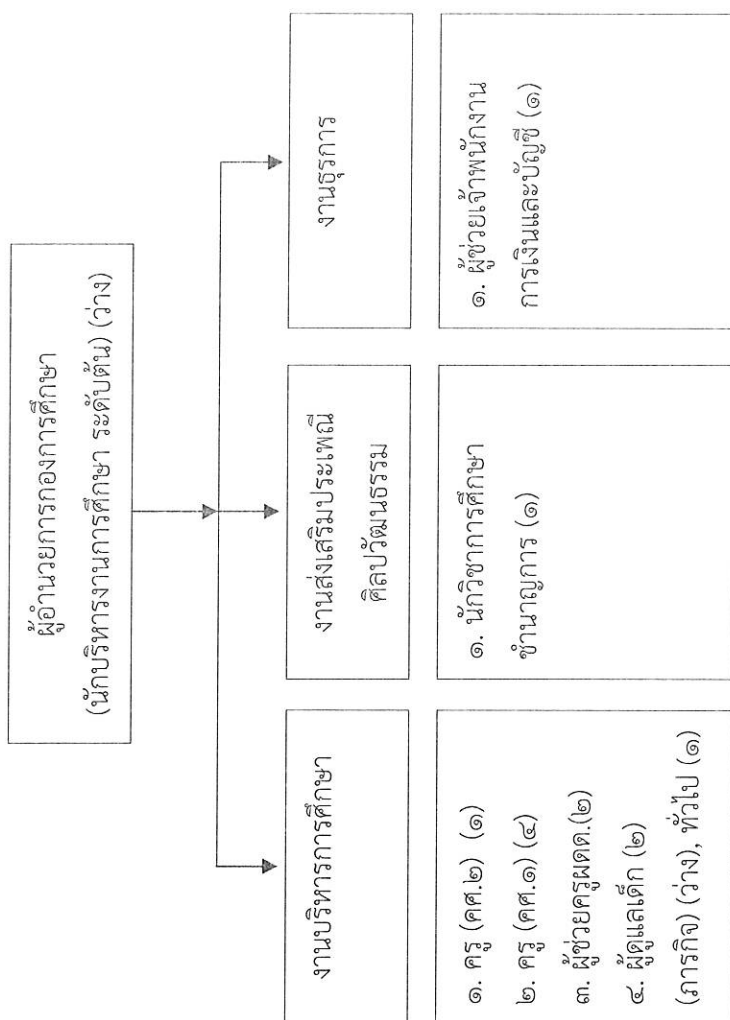 ผู้อำนวยการกองการศึกษา
(นักบริหารงานการศึกษา ระดับต้น) (ว่าง)
งานบริหารการศึกษา
๑. ครู (คศ.๒) (๑)
๒. ครู (คศ.๑) (๔)
๓. ผู้ช่วยครูผดด.(๒)
๔. ผู้ดูแลเด็ก (๒)
(ภารกิจ) (ว่าง), ทั่วไป (๑)
งานส่งเสริมประเพณี
ศิลปวัฒนธรรม
๑. นักวิชาการศึกษา
ชำนาญการ (๑)
งานธุรการ
๑. ผู้ช่วยเจ้าพนักงาน
การเงินและบัญชี (๑)